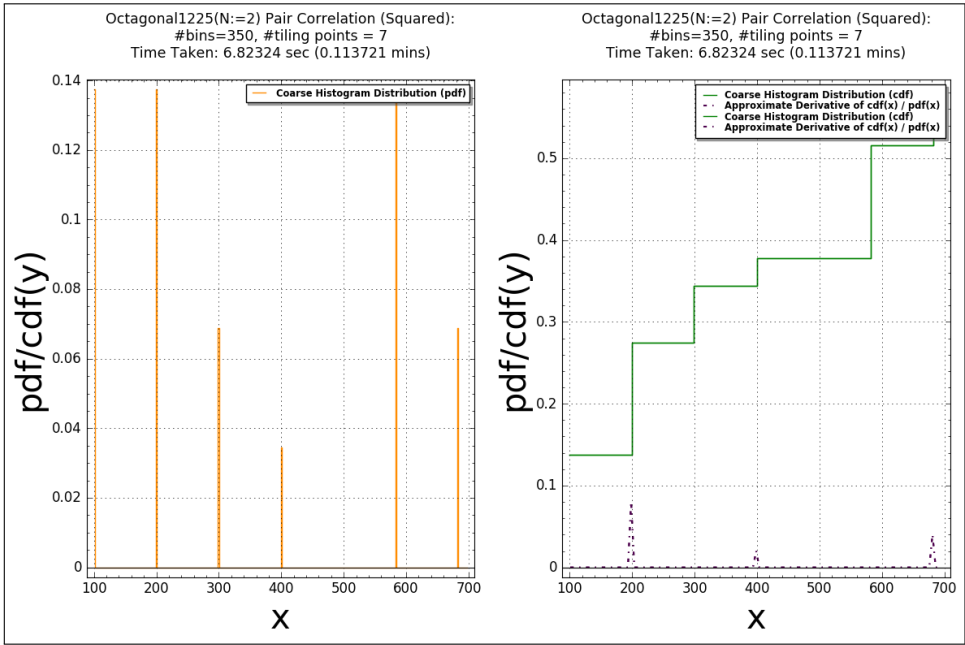 Octagonal1225(N:=2) Pair Correlation (Squared):
#bins=350, #tiling points = 7
Time Taken: 6.82324 sec (0.113721 mins)
Coarse Histogram Distribution (pdf)
0.14
0.12
0.1
0.08
0.06
0.04
0.02
0
pdf/cdf(y)
100 200 300 400 500 600 700
x
Octagonal1225(N:=2) Pair Correlation (Squared):
#bins=350, #tiling points = 7
Time Taken: 6.82324 sec (0.113721 mins)
Coarse Histogram Distribution (cdf)
Approximate Derivative of cdf(x) / pdf(x)
Coarse Histogram Distribution (cdf)
Approximate Derivative of cdf(x) / pdf(x)
0.5
0.4
0.3
0.2
0.1
0
pdf/cdf(y)
100 200 300 400 500 600 700
x